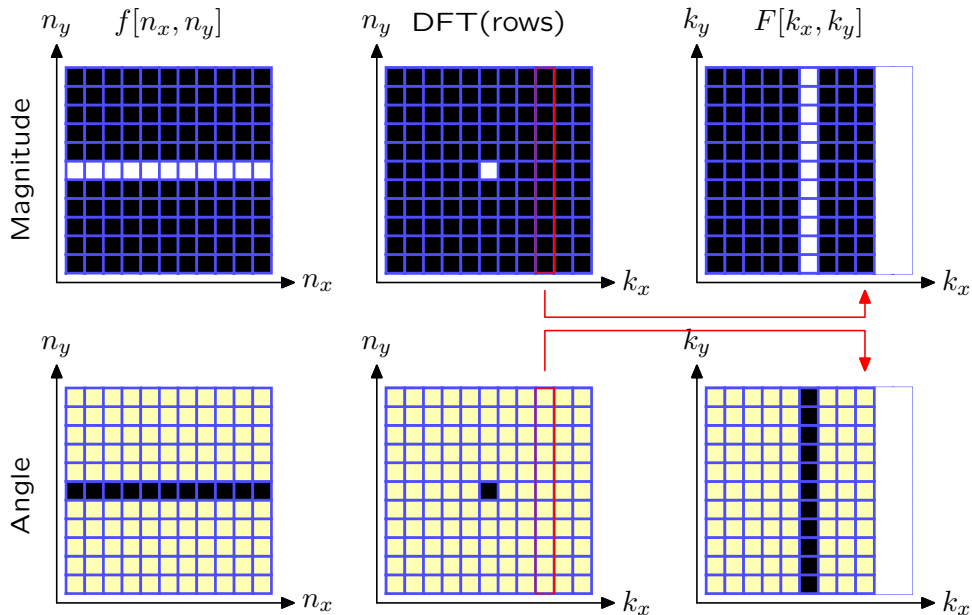 n_y f[n_x, n_y] n_y DFT(rows) k_y F[k_x, k_y]
Magnitude
n_x k_x k_x
n_y n_y k_y
Angle
n_x k_x k_x